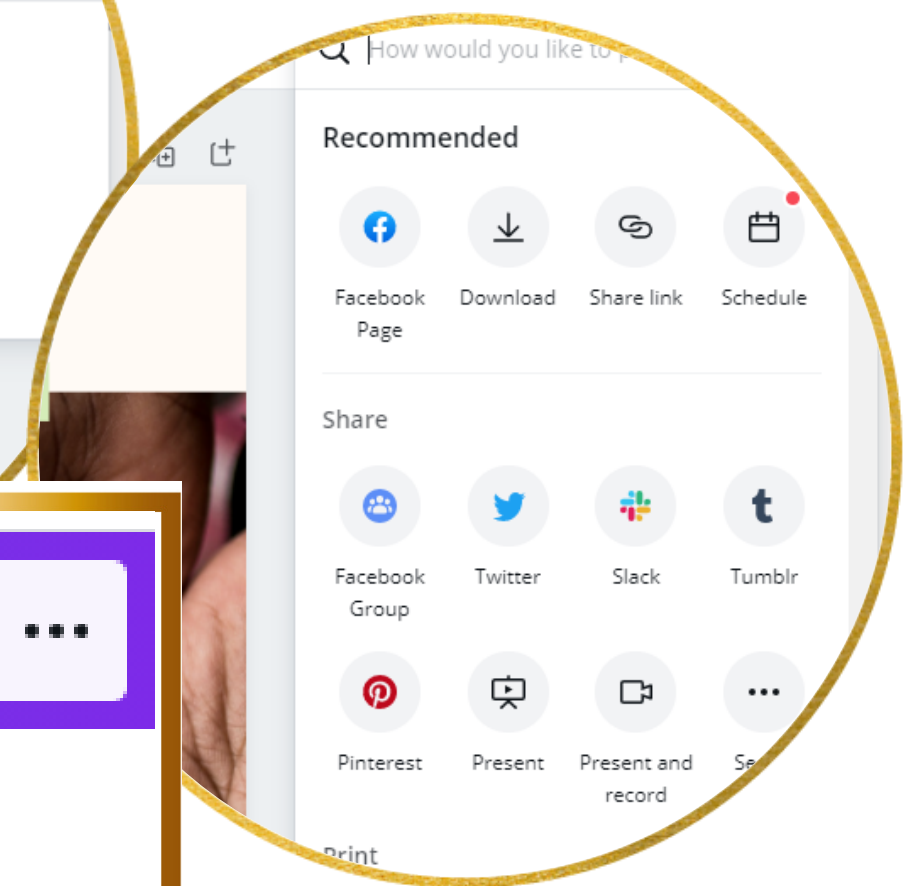 How would you like to
Recommended
Facebook Page
Download
Share link
Schedule
Share
Facebook Group
Twitter
Slack
Tumblr
Pinterest
Present
Present and record
Print